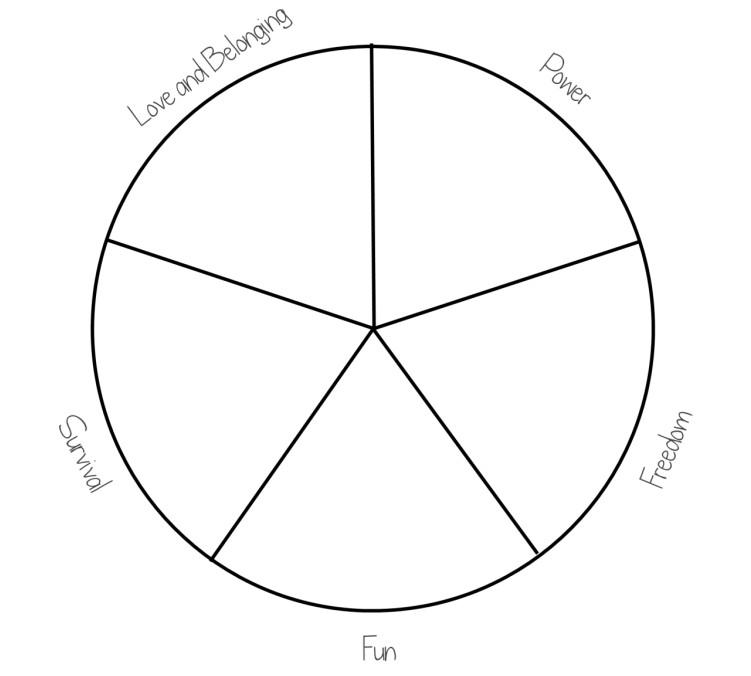 Love and Belonging
Power
Survival
Freedom
Fun